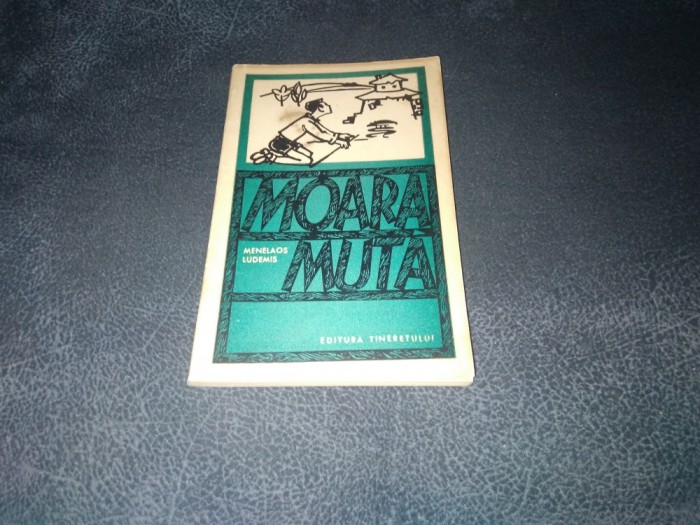 MOARA
MENELAOS
LUDEMIS
MUTĂ
EDITURA TINERETULUI